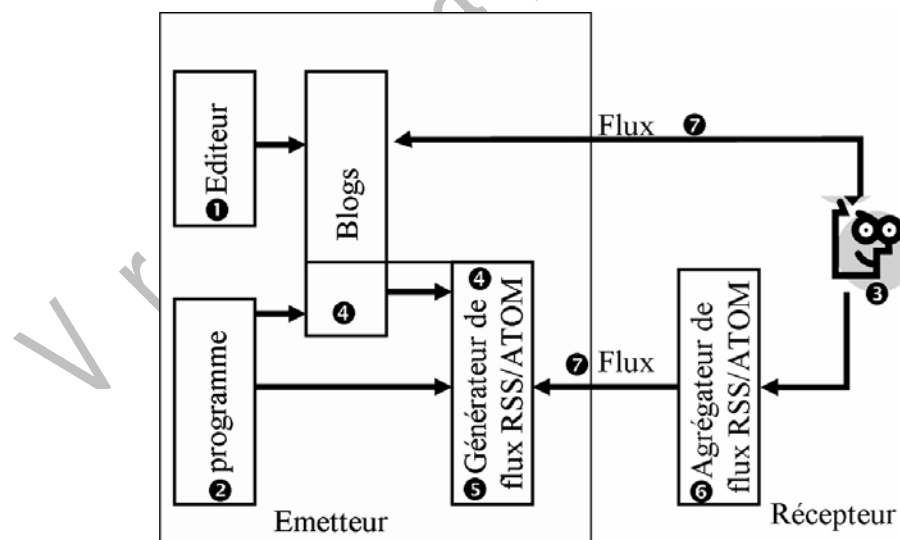 ❶ Editeur
Blogs
Flux ❼
❹
❷ programme
❺ Générateur de ❹
flux RSS/ATOM
❼ Flux
❻ Agrégateur de
flux RSS/ATOM
❸
Emetteur
Récepteur
V r